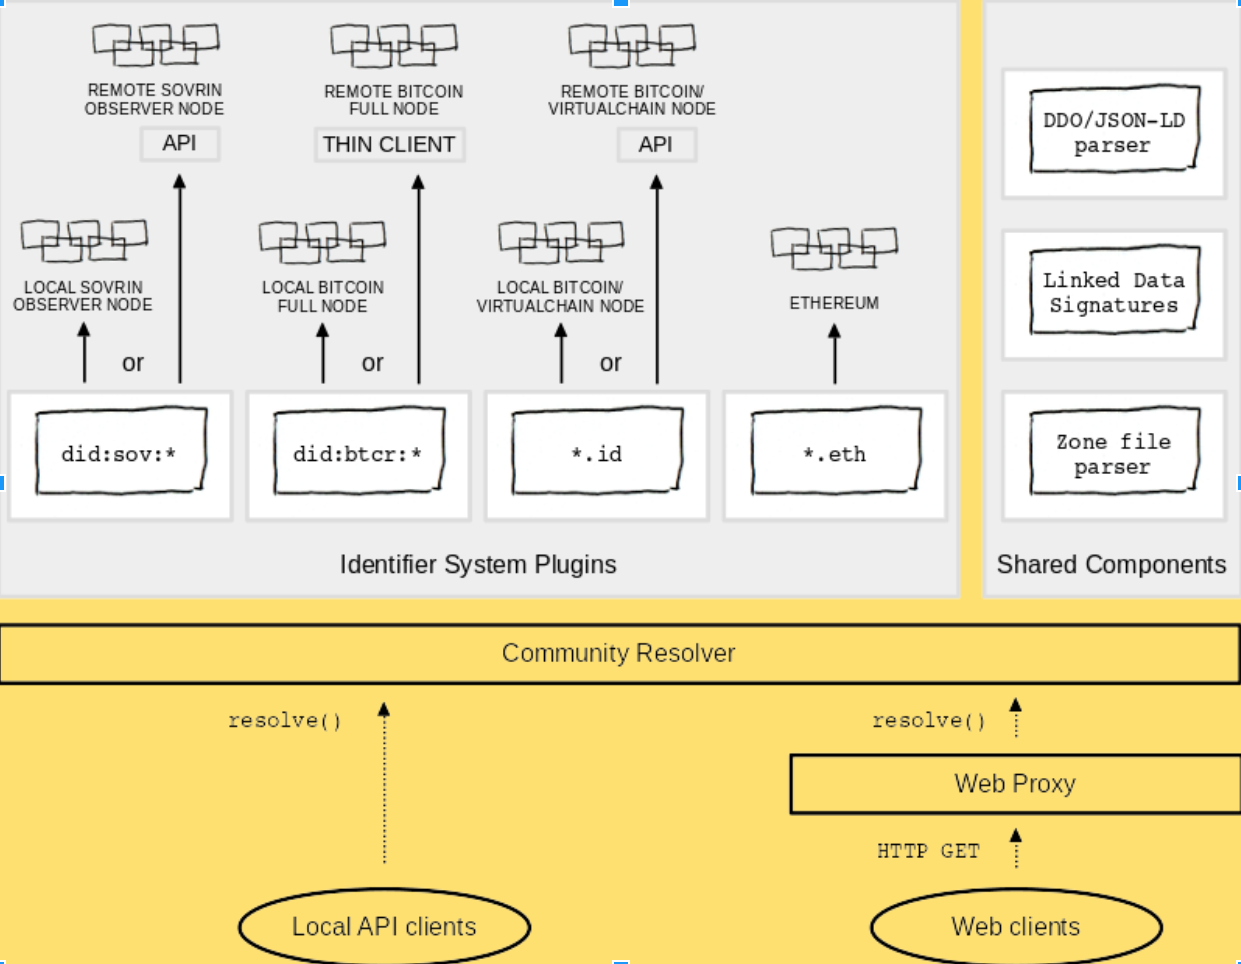 REMOTE SOVRIN
OBSERVER NODE
API
REMOTE BITCOIN
FULL NODE
THIN CLIENT
REMOTE BITCOIN/
VIRTUALCHAIN NODE
API
LOCAL SOVRIN
OBSERVER NODE
or
LOCAL BITCOIN
FULL NODE
or
LOCAL BITCOIN/
VIRTUALCHAIN NODE
or
ETHEREUM
did:sov:*
did:btcr:*
*.id
*.eth
Identifier System Plugins
DDO/JSON-LD
parser
Linked Data
Signatures
Zone file
parser
Shared Components
Community Resolver
resolve()
resolve()
Web Proxy
HTTP GET
Local API clients
Web clients